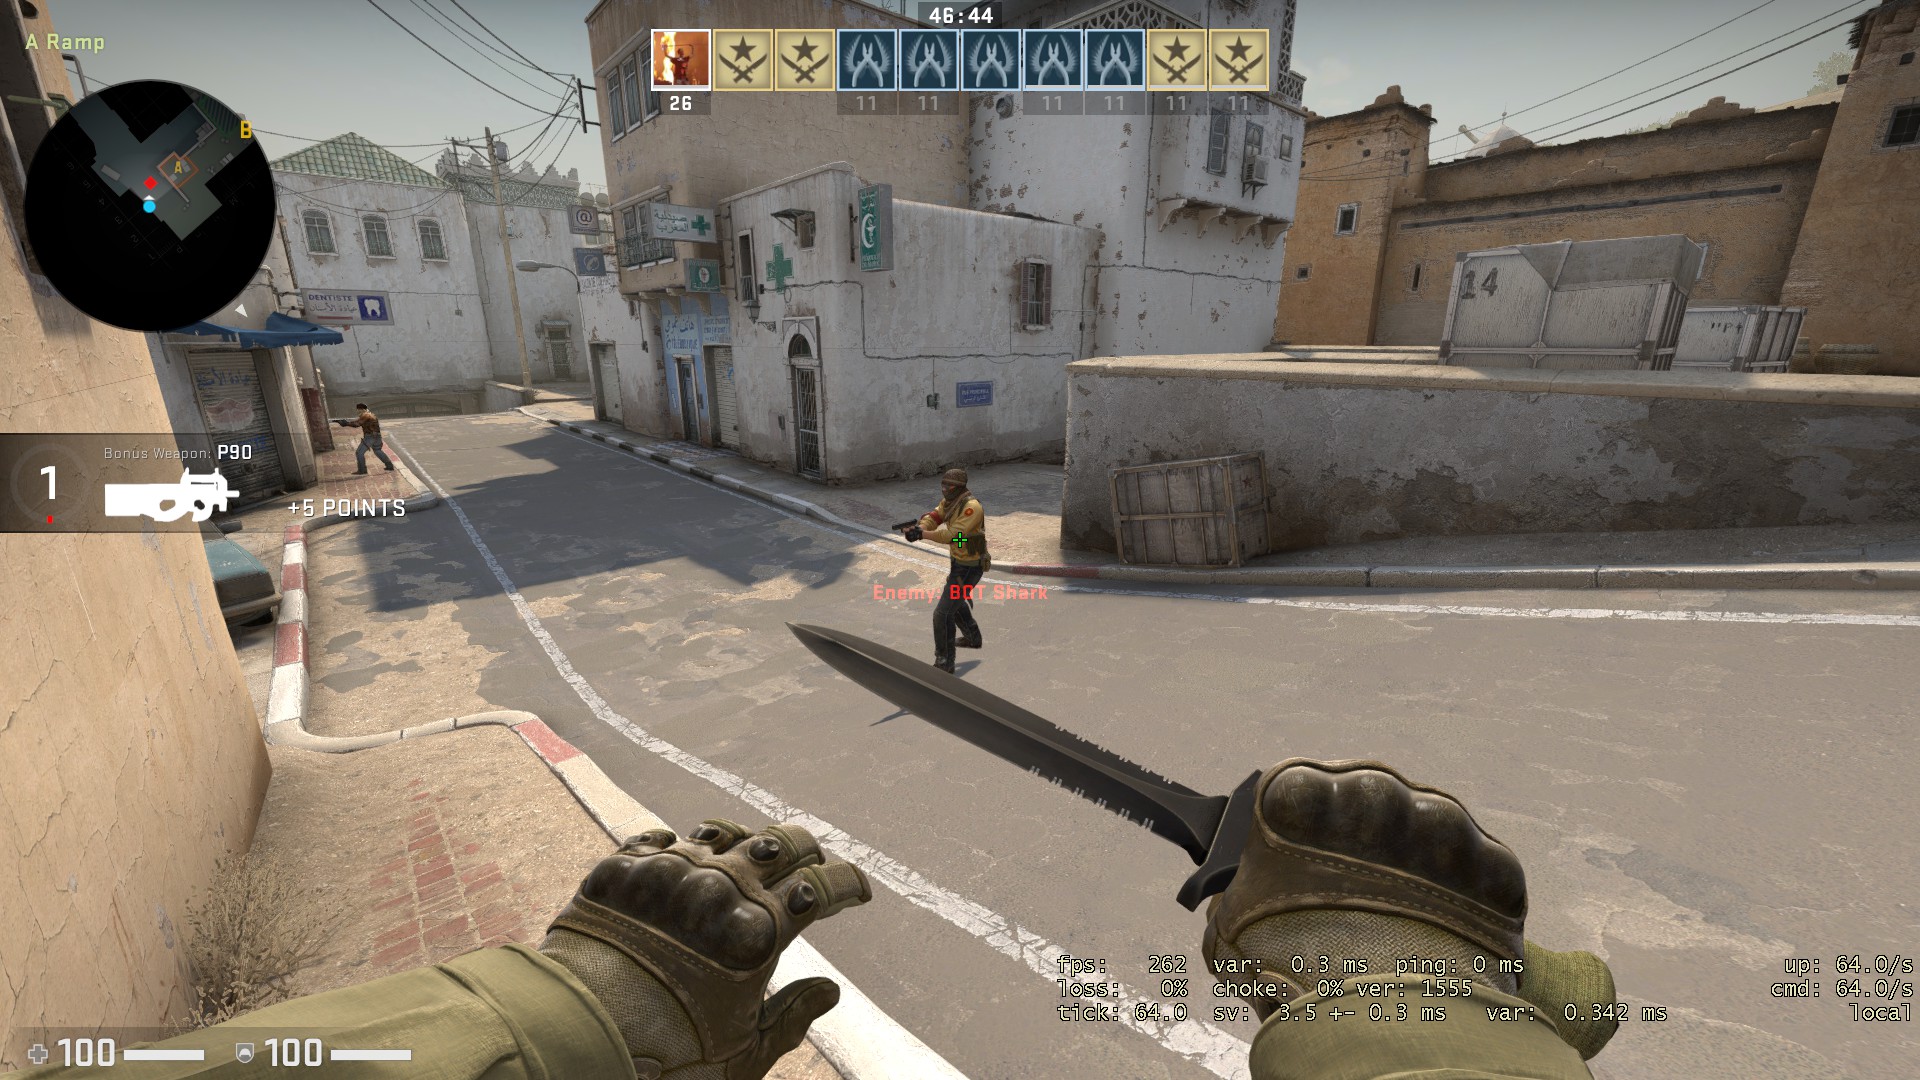 46:44
A Ramp
26
11
11
11
11
11
11
B
A
صيدلية
المغرب
DENTISTE
14
1
Bonus Weapon: P90
+5 POINTS
Enemy: BOT Shark
fps: 262 var: 0.3 ms ping: 0 ms
loss: 0% choke: 0% ver: 1555
tick: 64.0 sv: 3.5 +- 0.3 ms var: 0.342 ms
up: 64.0/s
cmd: 64.0/s
local
100
100